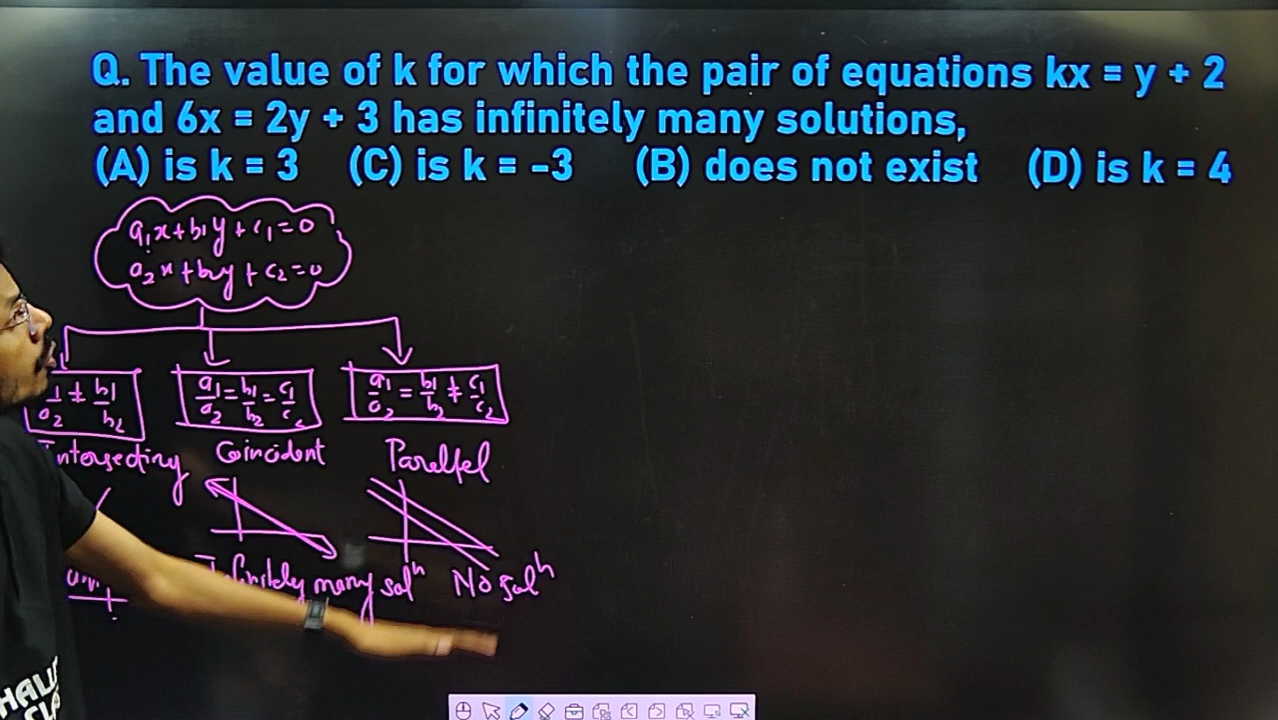 Q. The value of k for which the pair of equations kx = y + 2
and 6x = 2y + 3 has infinitely many solutions,
(A) is k = 3 (C) is k = -3 (B) does not exist (D) is k = 4
a₁x+b₁y+c₁=0
a₂x+b₂y+c₂=0
1/a₂ ≠ b₁/b₂ a₁/a₂=b₁/b₂=c₁/c₂ a₁/a₂=b₁/b₂≠c₁/c₂
Intersecting Coincident Parallel
Infinitely many solⁿ No solⁿ